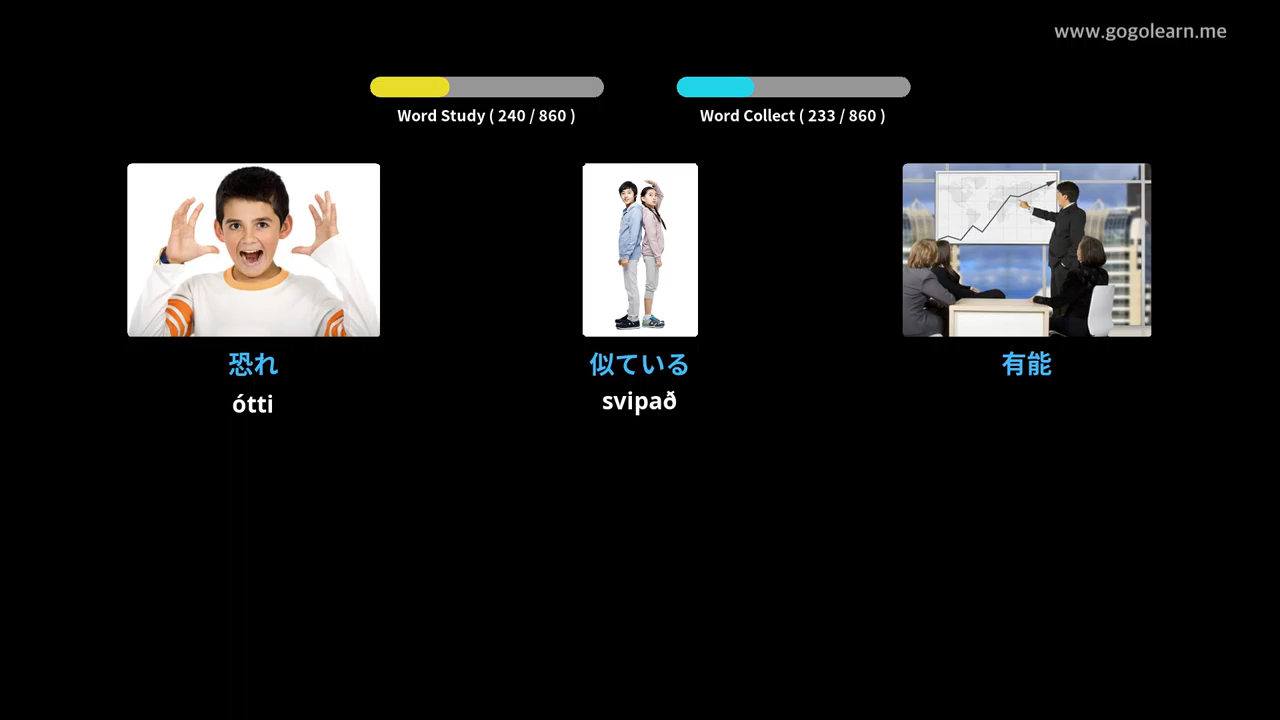 www.gogolearn.me
Word Study ( 240 / 860 )
Word Collect ( 233 / 860 )
恐れ
ótti
似ている
svipað
有能